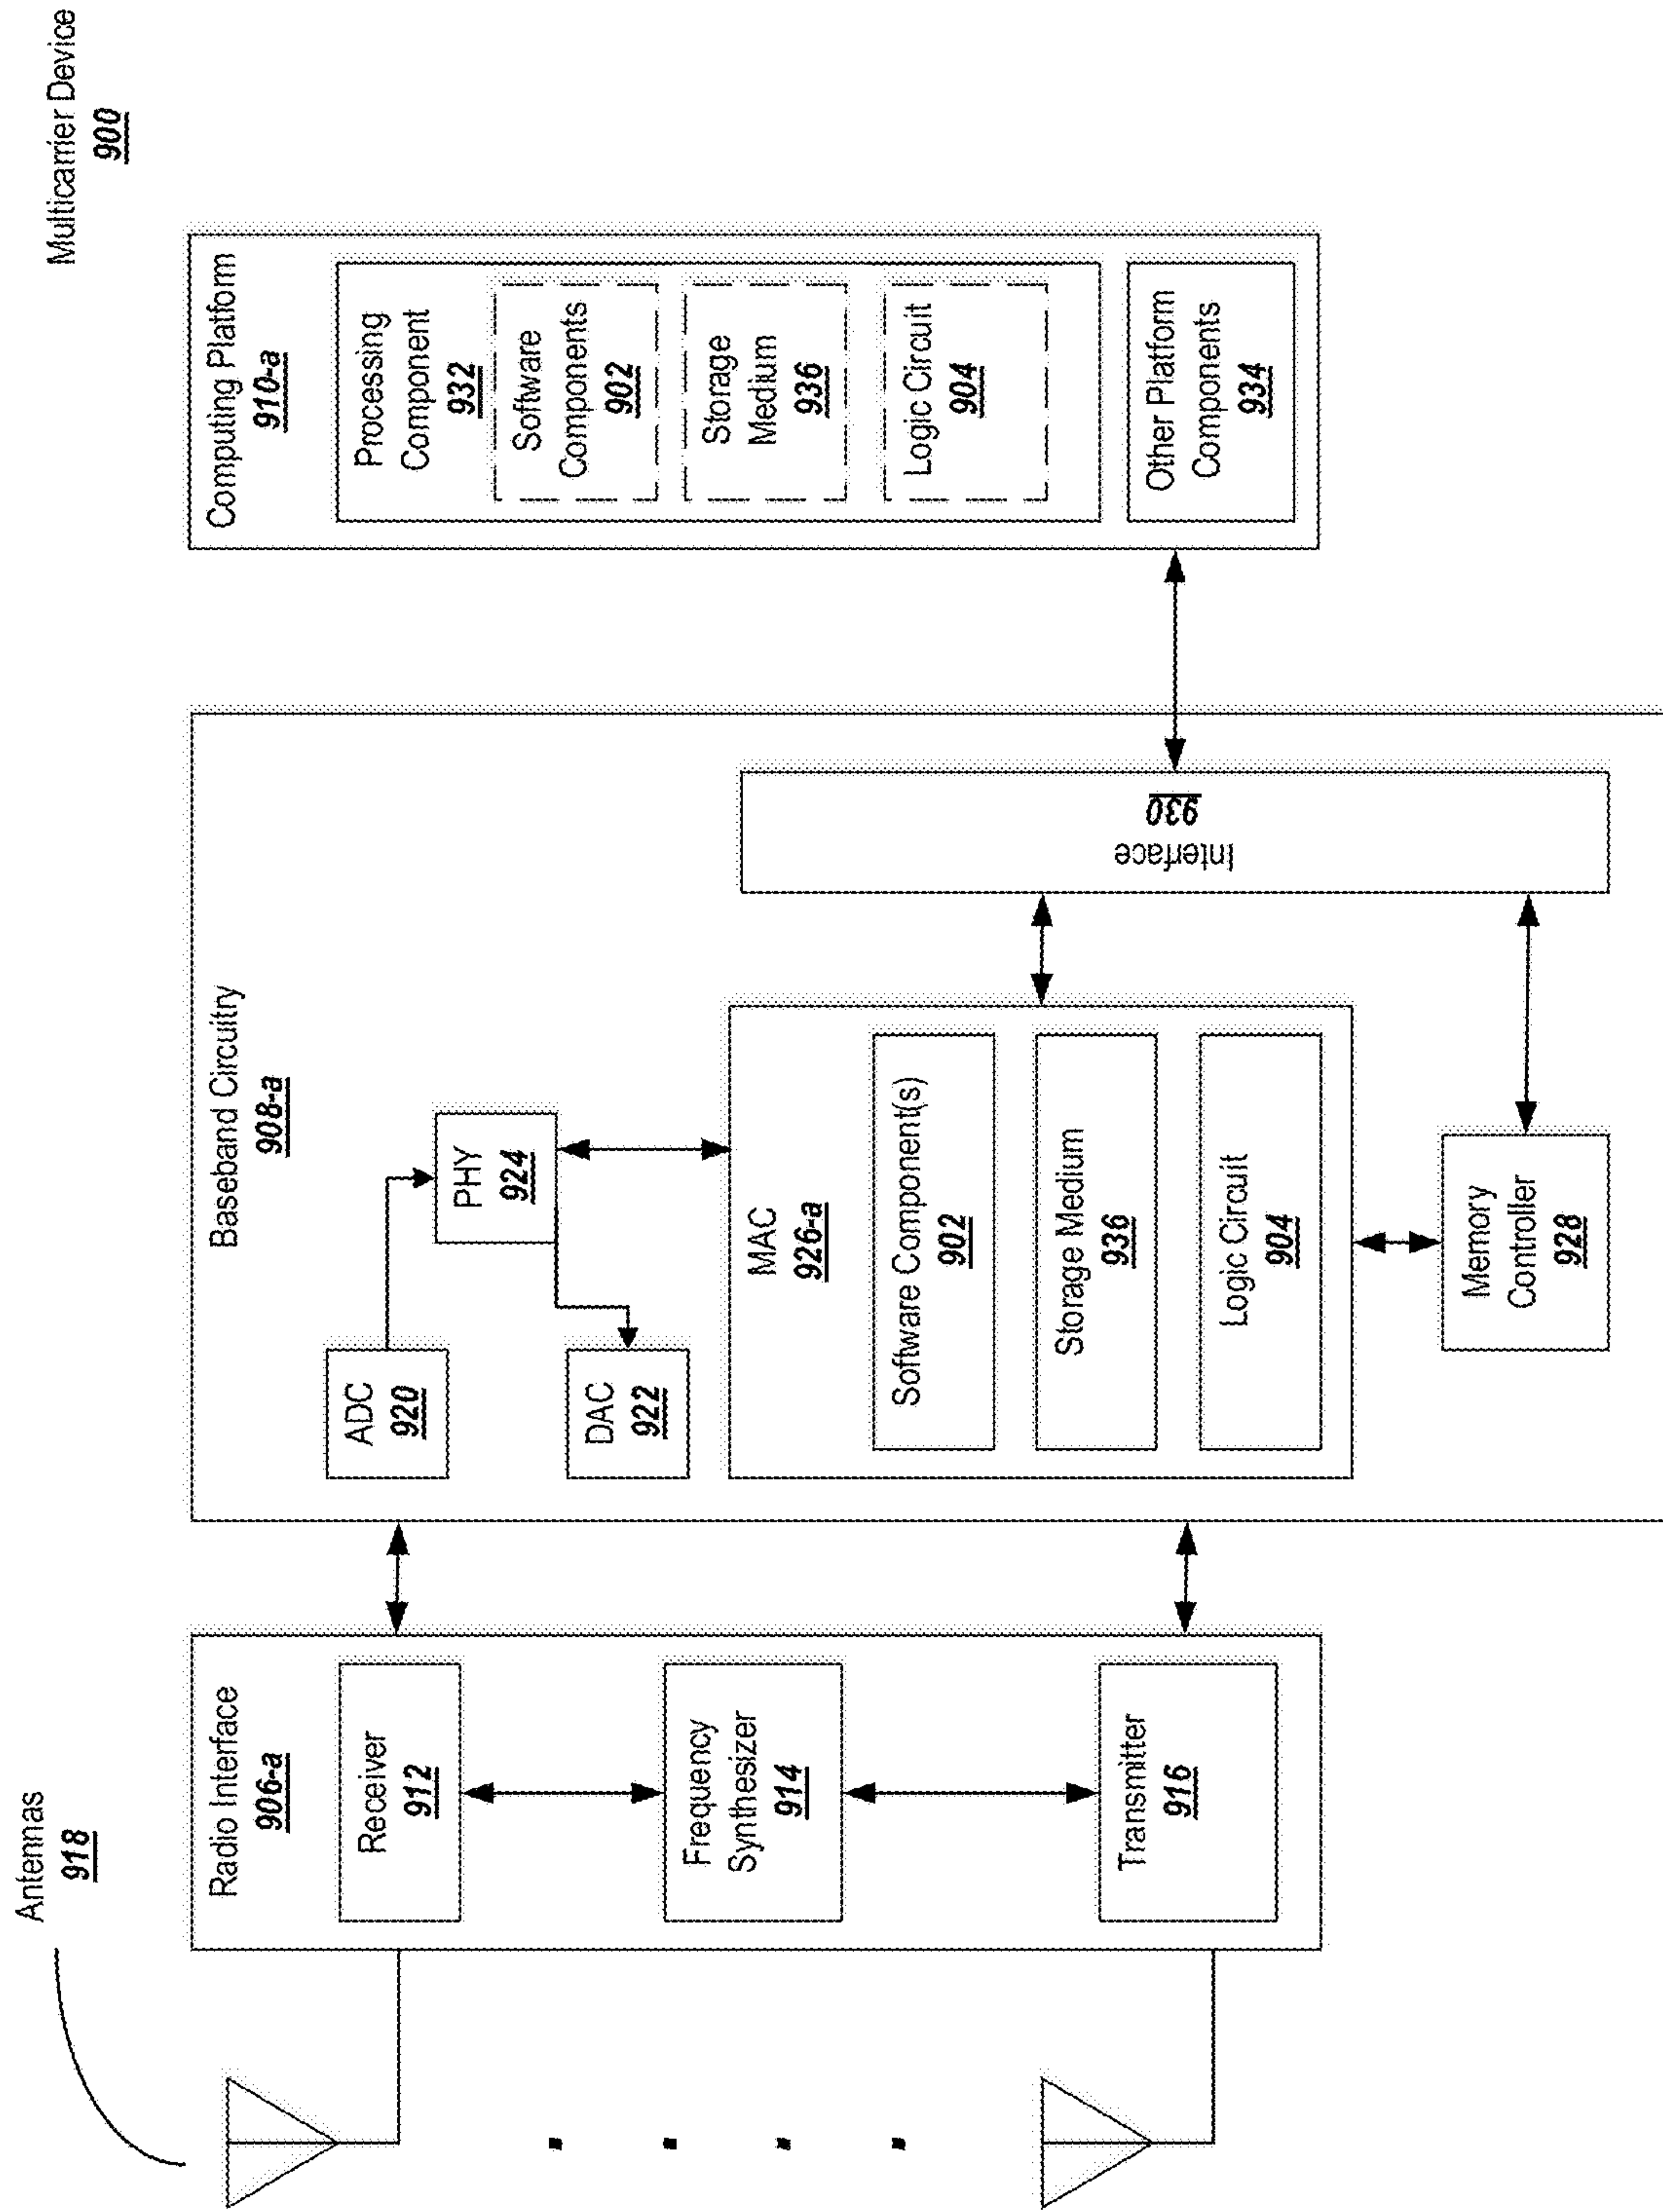 Multicarrier Device
900
Antennas
918
Radio Interface
906-a
Receiver
912
Frequency
Synthesizer
914
Transmitter
916
Baseband Circuitry
908-a
ADC
920
PHY
924
DAC
922
MAC
926-a
Software Component(s)
902
Storage Medium
936
Logic Circuit
904
Memory
Controller
928
Interface
930
Computing Platform
910-a
Processing
Component
932
Software
Components
902
Storage
Medium
936
Logic Circuit
904
Other Platform
Components
934